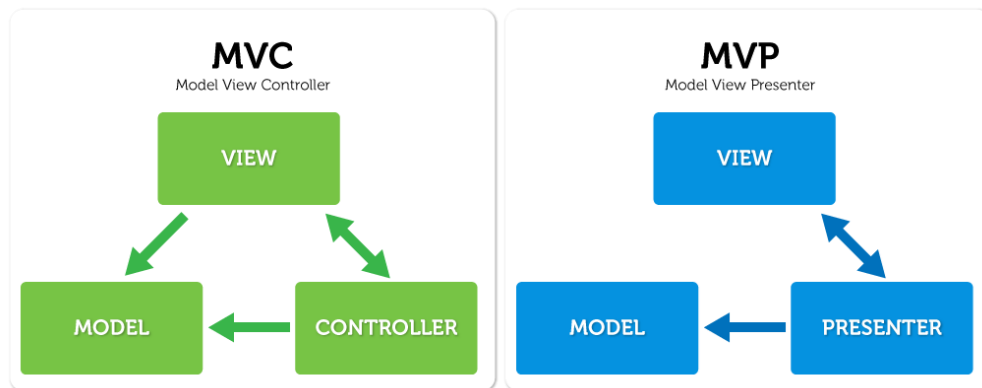 MVC
Model View Controller
VIEW
MODEL
CONTROLLER
MVP
Model View Presenter
VIEW
MODEL
PRESENTER